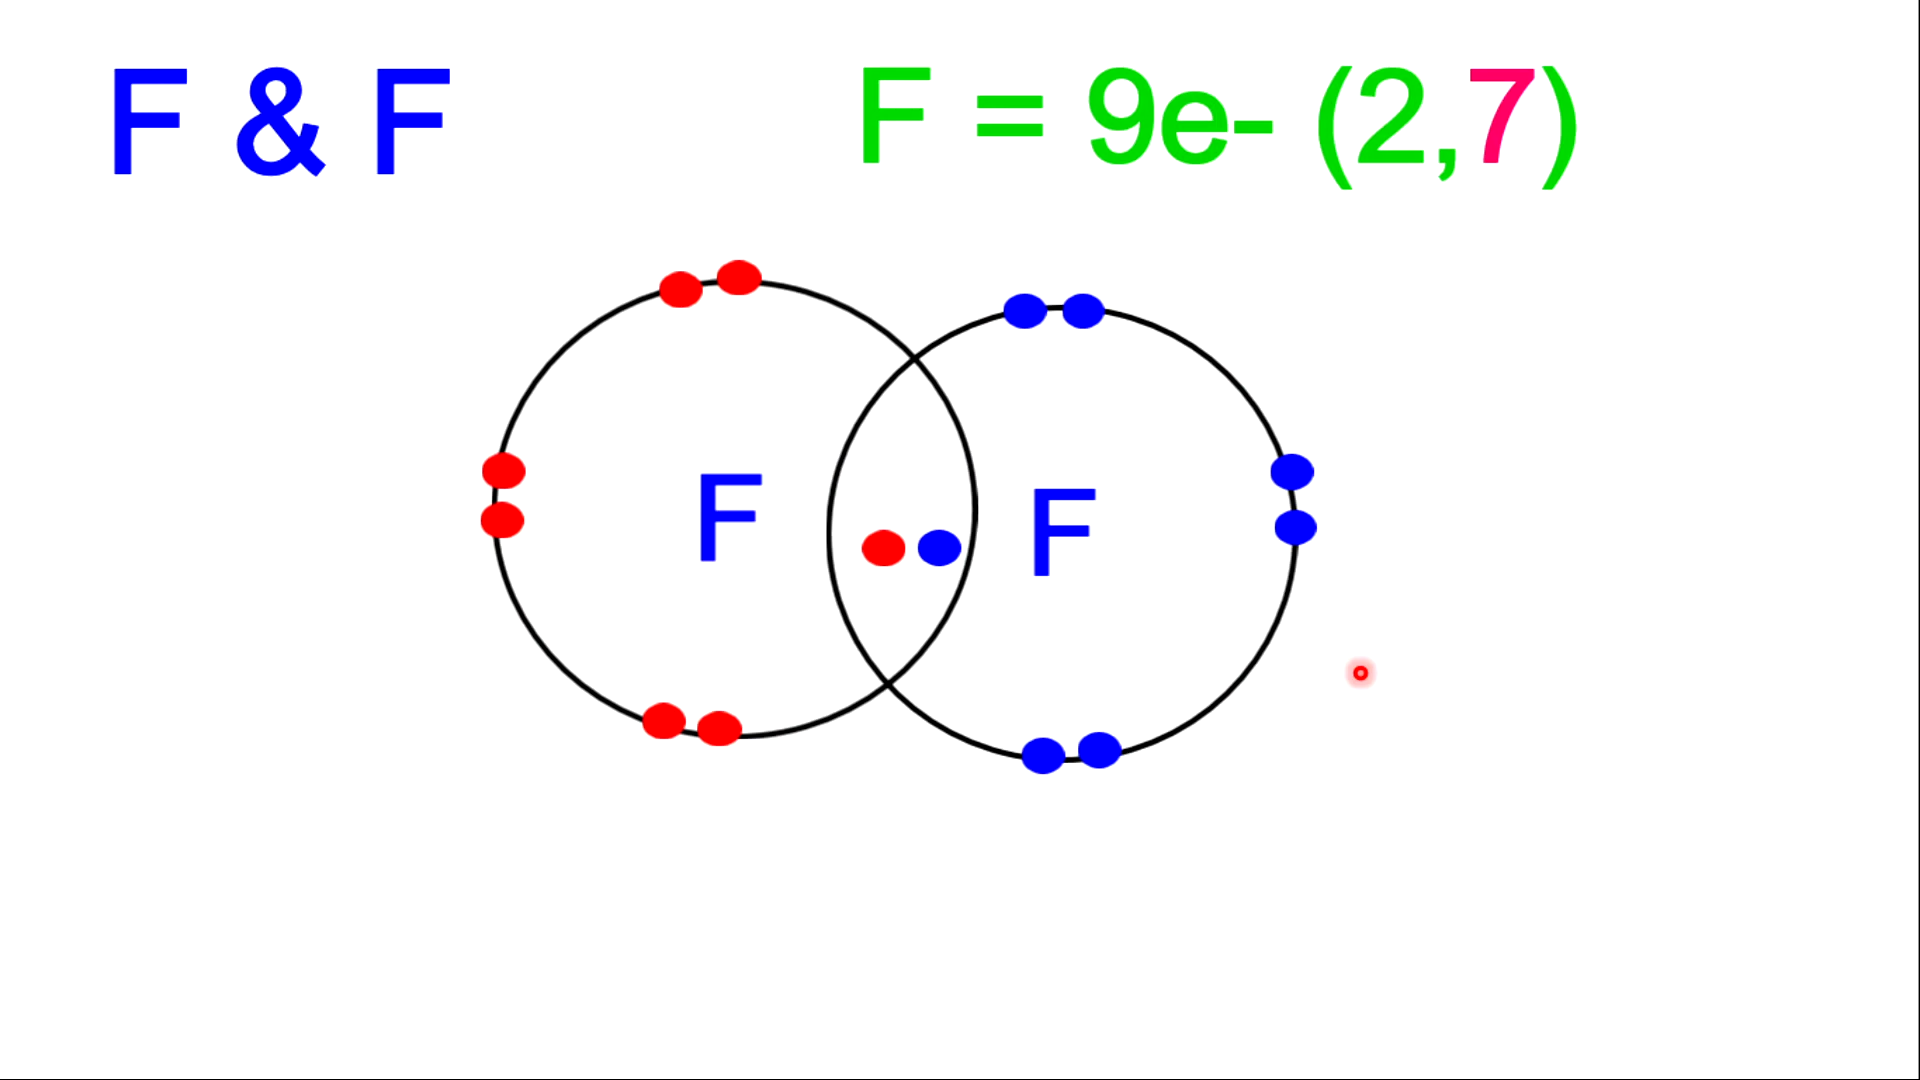 F & F
F = 9e- (2,7)
F
F